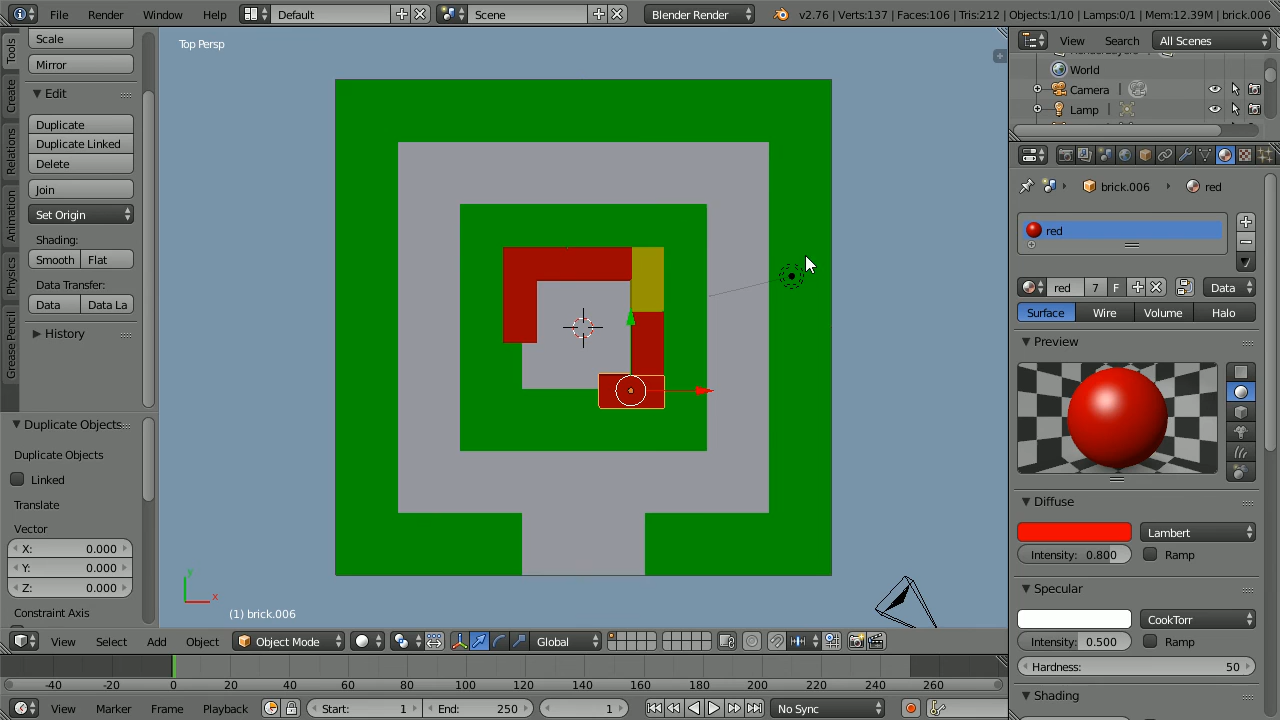 File Render Window Help Default Scene Blender Render v2.76 | Verts:137 | Faces:106 | Tris:212 | Objects:1/10 | Lamps:0/1 | Mem:12.39M | brick.006
Scale
Mirror
Edit
Duplicate
Duplicate Linked
Delete
Join
Set Origin
Shading:
Smooth Flat
Data Transfer:
Data Data La
History
Tools
Create
Relations
Animation
Physics
Grease Pencil
Duplicate Objects
Duplicate Objects
Linked
Translate
Vector
X: 0.000
Y: 0.000
Z: 0.000
Constraint Axis
Top Persp
y
x
(1) brick.006
View Select Add Object Object Mode Global
-40 -20 0 20 40 60 80 100 120 140 160 180 200 220 240 260
View Marker Frame Playback Start: 1 End: 250 1 No Sync
View Search All Scenes
World
Camera
Lamp
brick.006 red
red
red 7 F Data
Surface Wire Volume Halo
Preview
Diffuse
Lambert
Intensity: 0.800 Ramp
Specular
CookTorr
Intensity: 0.500 Ramp
Hardness: 50
Shading